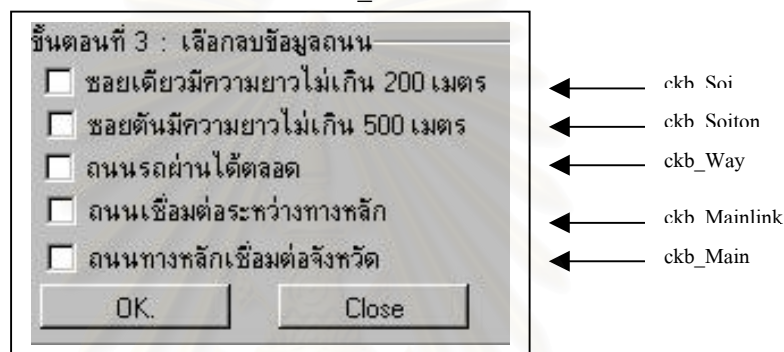 ขั้นตอนที่ 3 : เลือกลบข้อมูลถนน
ซอยเดียวมีความยาวไม่เกิน 200 เมตร
ckb_Soi
ซอยตันมีความยาวไม่เกิน 500 เมตร
ckb_Soiton
ถนนรถผ่านได้ตลอด
ckb_Way
ถนนเชื่อมต่อระหว่างทางหลัก
ckb_Mainlink
ถนนทางหลักเชื่อมต่อจังหวัด
ckb_Main
OK.
Close